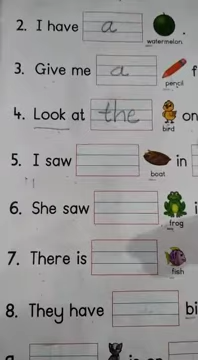 2. I have a .
watermelon
3. Give me a f
pencil
4. Look at the on
bird
5. I saw in
boat
6. She saw i
frog
7. There is
fish
8. They have bi